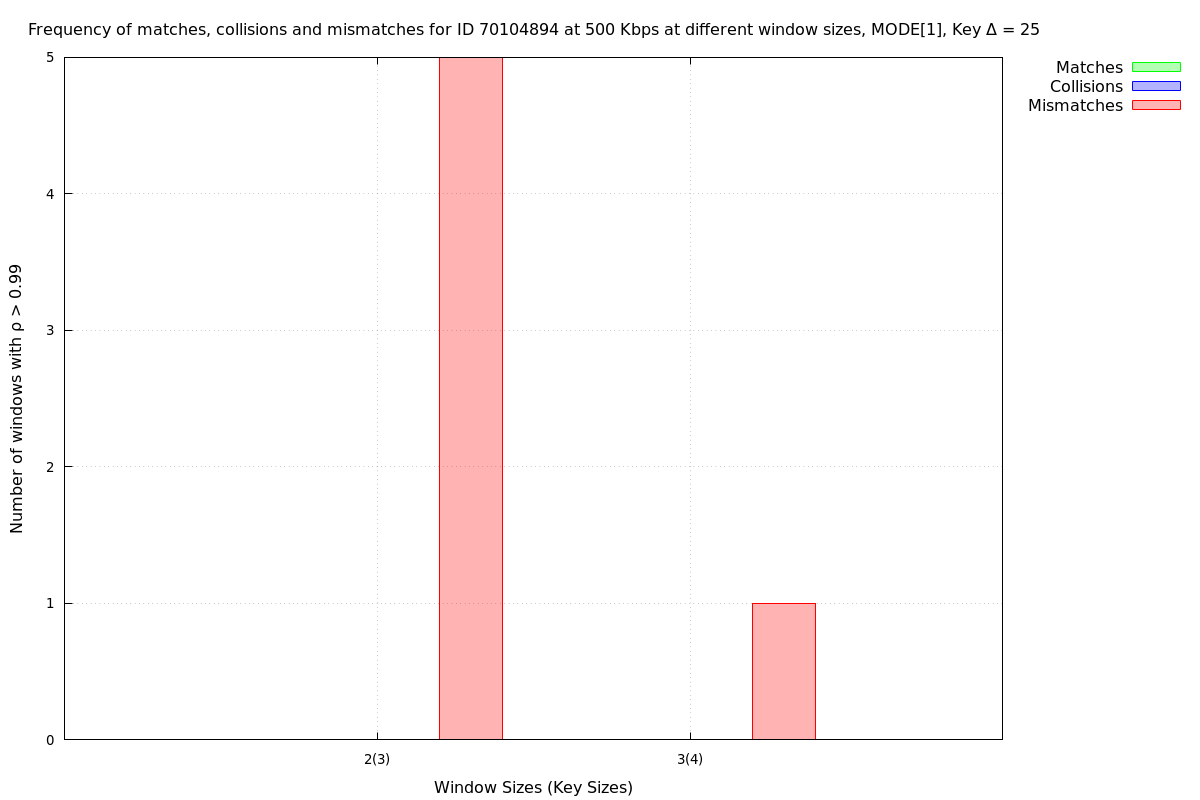 Frequency of matches, collisions and mismatches for ID 70104894 at 500 Kbps at different window sizes, MODE[1], Key Δ = 25
Matches
Collisions
Mismatches
Number of windows with ρ > 0.99
5
4
3
2
1
0
2(3)
3(4)
Window Sizes (Key Sizes)